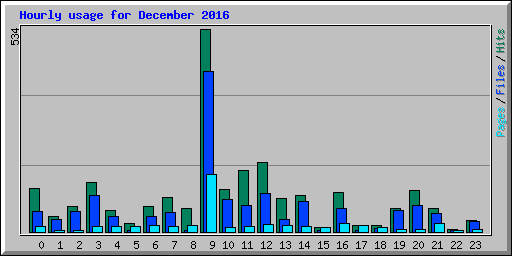 Hourly usage for December 2016
534
Pages/Files/Hits
0 1 2 3 4 5 6 7 8 9 10 11 12 13 14 15 16 17 18 19 20 21 22 23